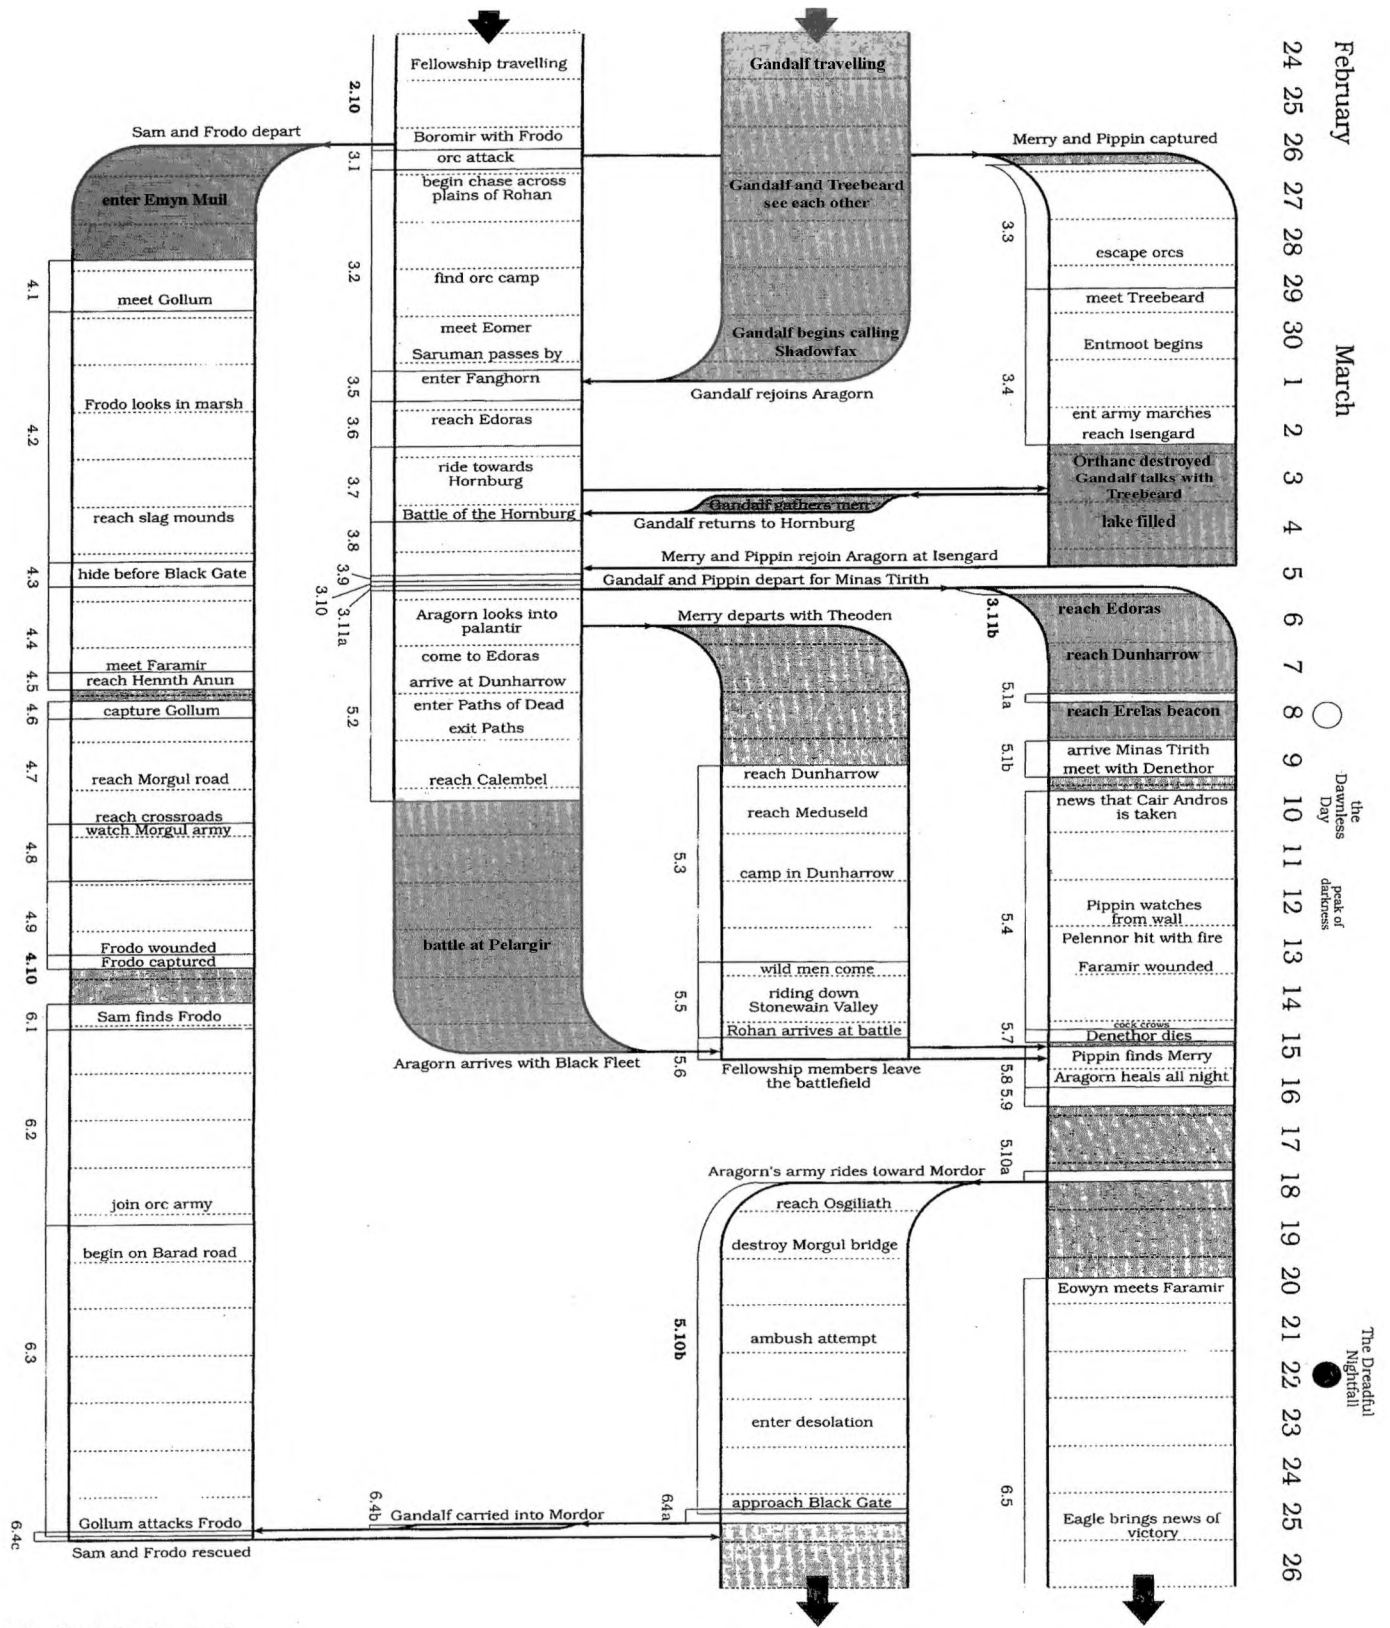 February
24
25
26
27
28
29
30
March
1
2
3
4
5
6
7
8
9
10
11
12
13
14
15
16
17
18
19
20
21
22
23
24
25
26
the
Dawnless
Day
peak of
darkness
The Dreadful
Nightfall
Sam and Frodo depart
enter Emyn Muil
4.1
meet Gollum
Frodo looks in marsh
4.2
reach slag mounds
4.3
hide before Black Gate
4.4
meet Faramir
4.5
reach Hennth Anun
4.6
capture Gollum
4.7
reach Morgul road
reach crossroads
watch Morgul army
4.8
4.9
Frodo wounded
4.10
Frodo captured
6.1
Sam finds Frodo
6.2
join orc army
begin on Barad road
6.3
Gollum attacks Frodo
6.4c
Sam and Frodo rescued
Fellowship travelling
2.10
Boromir with Frodo
3.1
orc attack
begin chase across
plains of Rohan
3.2
find orc camp
meet Eomer
Saruman passes by
3.5
enter Fanghorn
3.6
reach Edoras
ride towards
Hornburg
3.7
Battle of the Hornburg
3.8
3.9
3.10
3.11a
Aragorn looks into
palantir
come to Edoras
arrive at Dunharrow
enter Paths of Dead
5.2
exit Paths
reach Calembel
battle at Pelargir
Aragorn arrives with Black Fleet
6.4b
Gandalf carried into Mordor
Gandalf travelling
Gandalf and Treebeard
see each other
Gandalf begins calling
Shadowfax
Gandalf rejoins Aragorn
Gandalf gathers men
Gandalf returns to Hornburg
Merry and Pippin rejoin Aragorn at Isengard
Gandalf and Pippin depart for Minas Tirith
Merry departs with Theoden
reach Dunharrow
reach Meduseld
5.3
camp in Dunharrow
wild men come
5.5
riding down
Stonewain Valley
Rohan arrives at battle
5.6
Fellowship members leave
the battlefield
Aragorn's army rides toward Mordor
reach Osgiliath
destroy Morgul bridge
5.10b
ambush attempt
enter desolation
approach Black Gate
6.4a
Merry and Pippin captured
3.3
escape orcs
meet Treebeard
Entmoot begins
3.4
ent army marches
reach Isengard
Orthanc destroyed
Gandalf talks with
Treebeard
lake filled
3.11b
reach Edoras
reach Dunharrow
5.1a
reach Erelas beacon
5.1b
arrive Minas Tirith
meet with Denethor
news that Cair Andros
is taken
5.4
Pippin watches
from wall
Pelennor hit with fire
Faramir wounded
cock crows
5.7
Denethor dies
Pippin finds Merry
5.8
Aragorn heals all night
5.9
5.10a
Eowyn meets Faramir
6.5
Eagle brings news of
victory